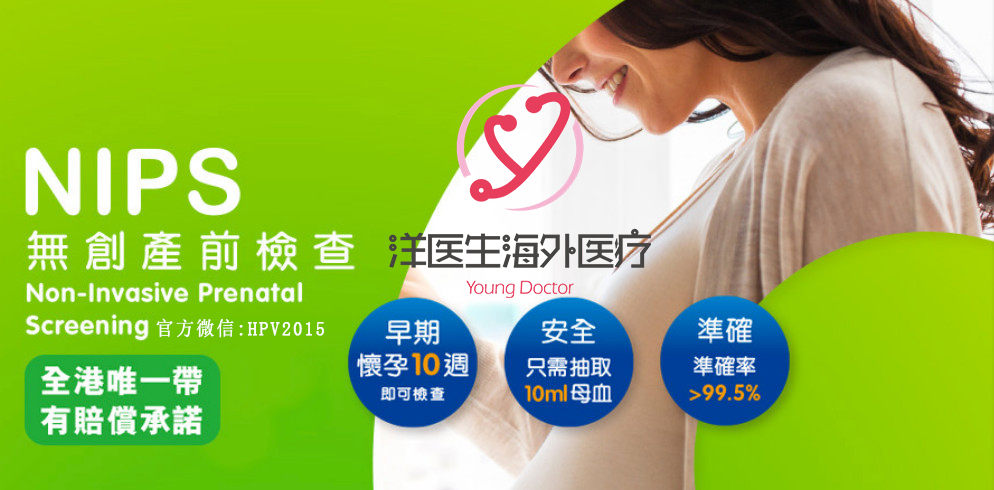 NIPS
無創產前檢查
Non-Invasive Prenatal
Screening 官方微信:HPV2015
全港唯一帶
有賠償承諾
洋医生海外医疗
Young Doctor
早期
懷孕10週
即可檢查
安全
只需抽取
10ml母血
準確
準確率
>99.5%